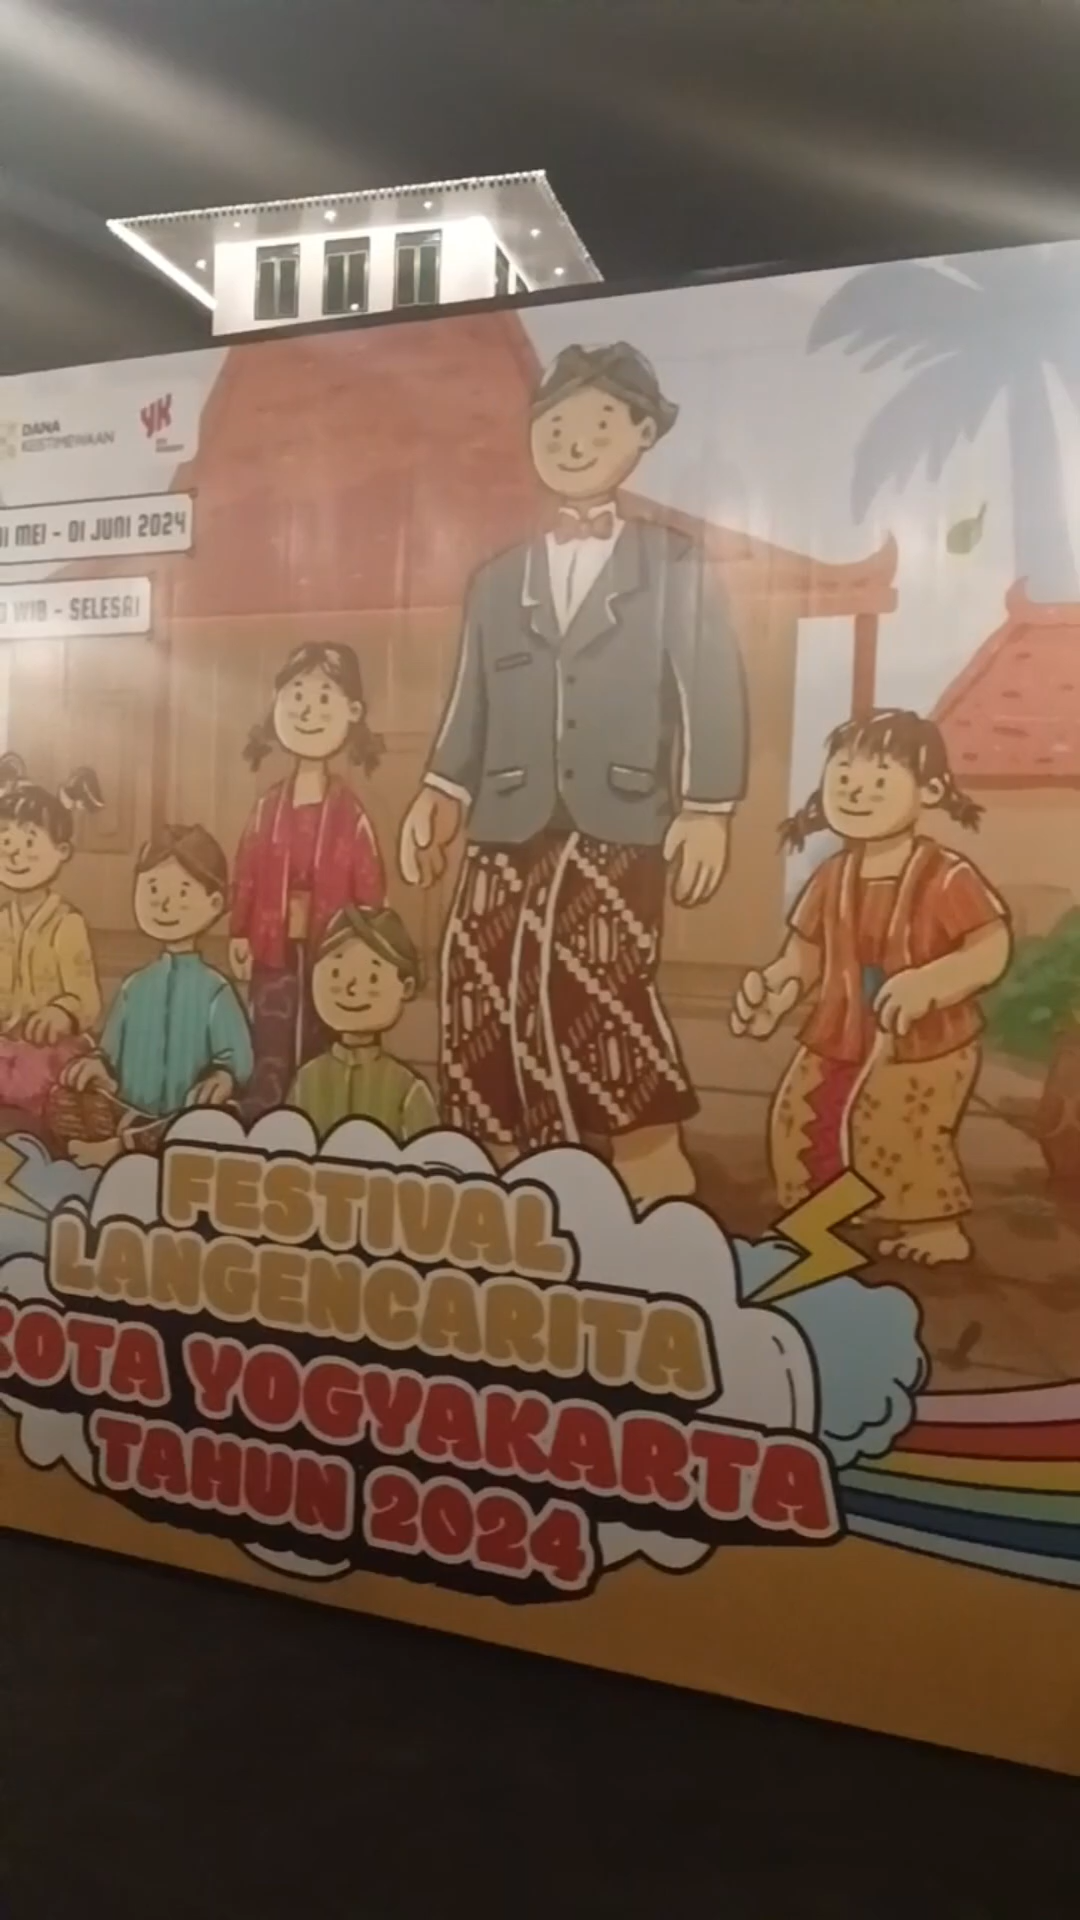 DANA
KEISTIMEWAAN
YK
MEI - 01 JUNI 2024
WIB - SELESAI
FESTIVAL
LANGENCARITA
KOTA YOGYAKARTA
TAHUN 2024